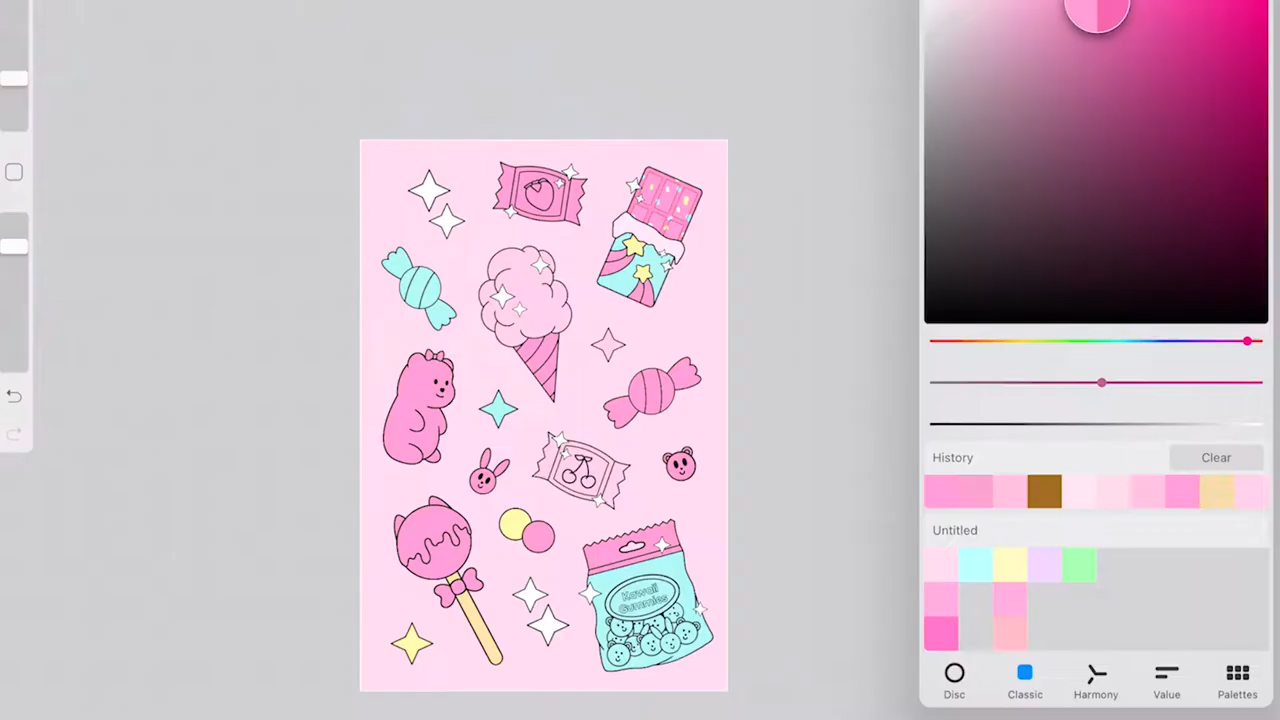 Kawaii
Gummies
History
Clear
Untitled
Disc
Classic
Harmony
Value
Palettes